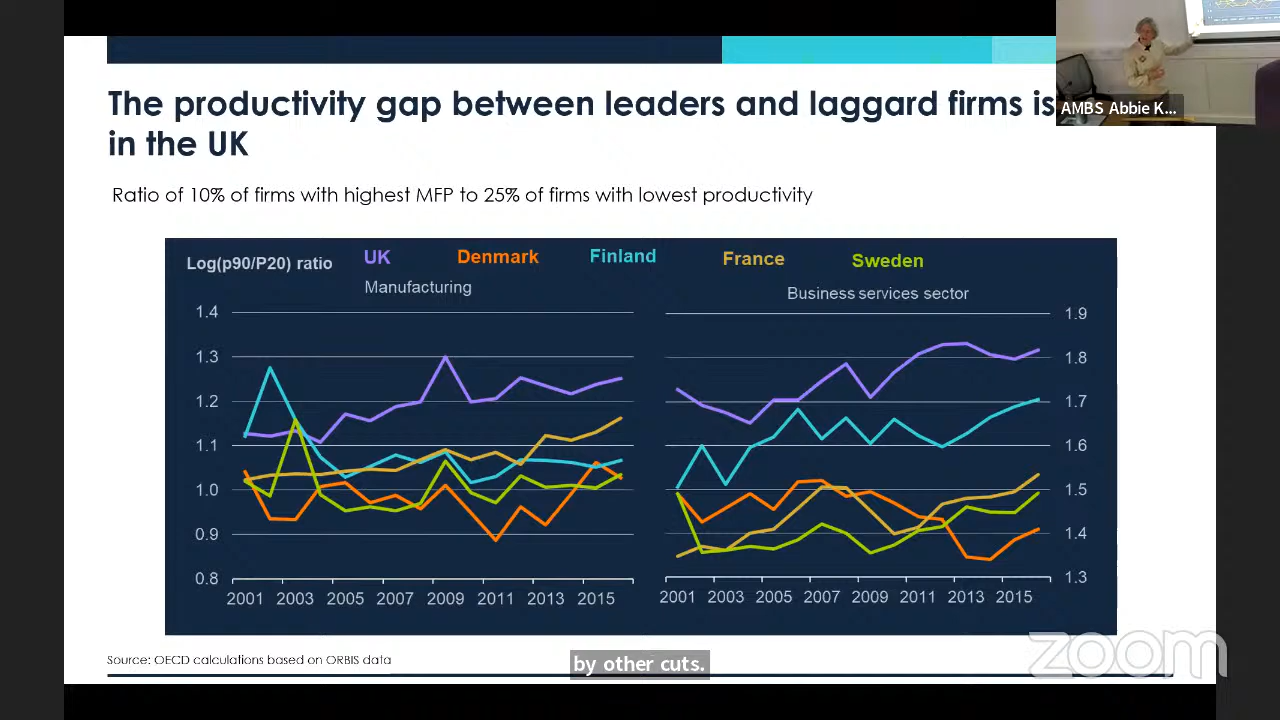 The productivity gap between leaders and laggard firms is
in the UK
AMBS Abbie K...
Ratio of 10% of firms with highest MFP to 25% of firms with lowest productivity
Log(p90/P20) ratio
UK
Denmark
Finland
France
Sweden
Manufacturing
Business services sector
1.4
1.3
1.2
1.1
1.0
0.9
0.8
2001 2003 2005 2007 2009 2011 2013 2015
1.9
1.8
1.7
1.6
1.5
1.4
1.3
2001 2003 2005 2007 2009 2011 2013 2015
Source: OECD calculations based on ORBIS data
by other cuts.
zoom